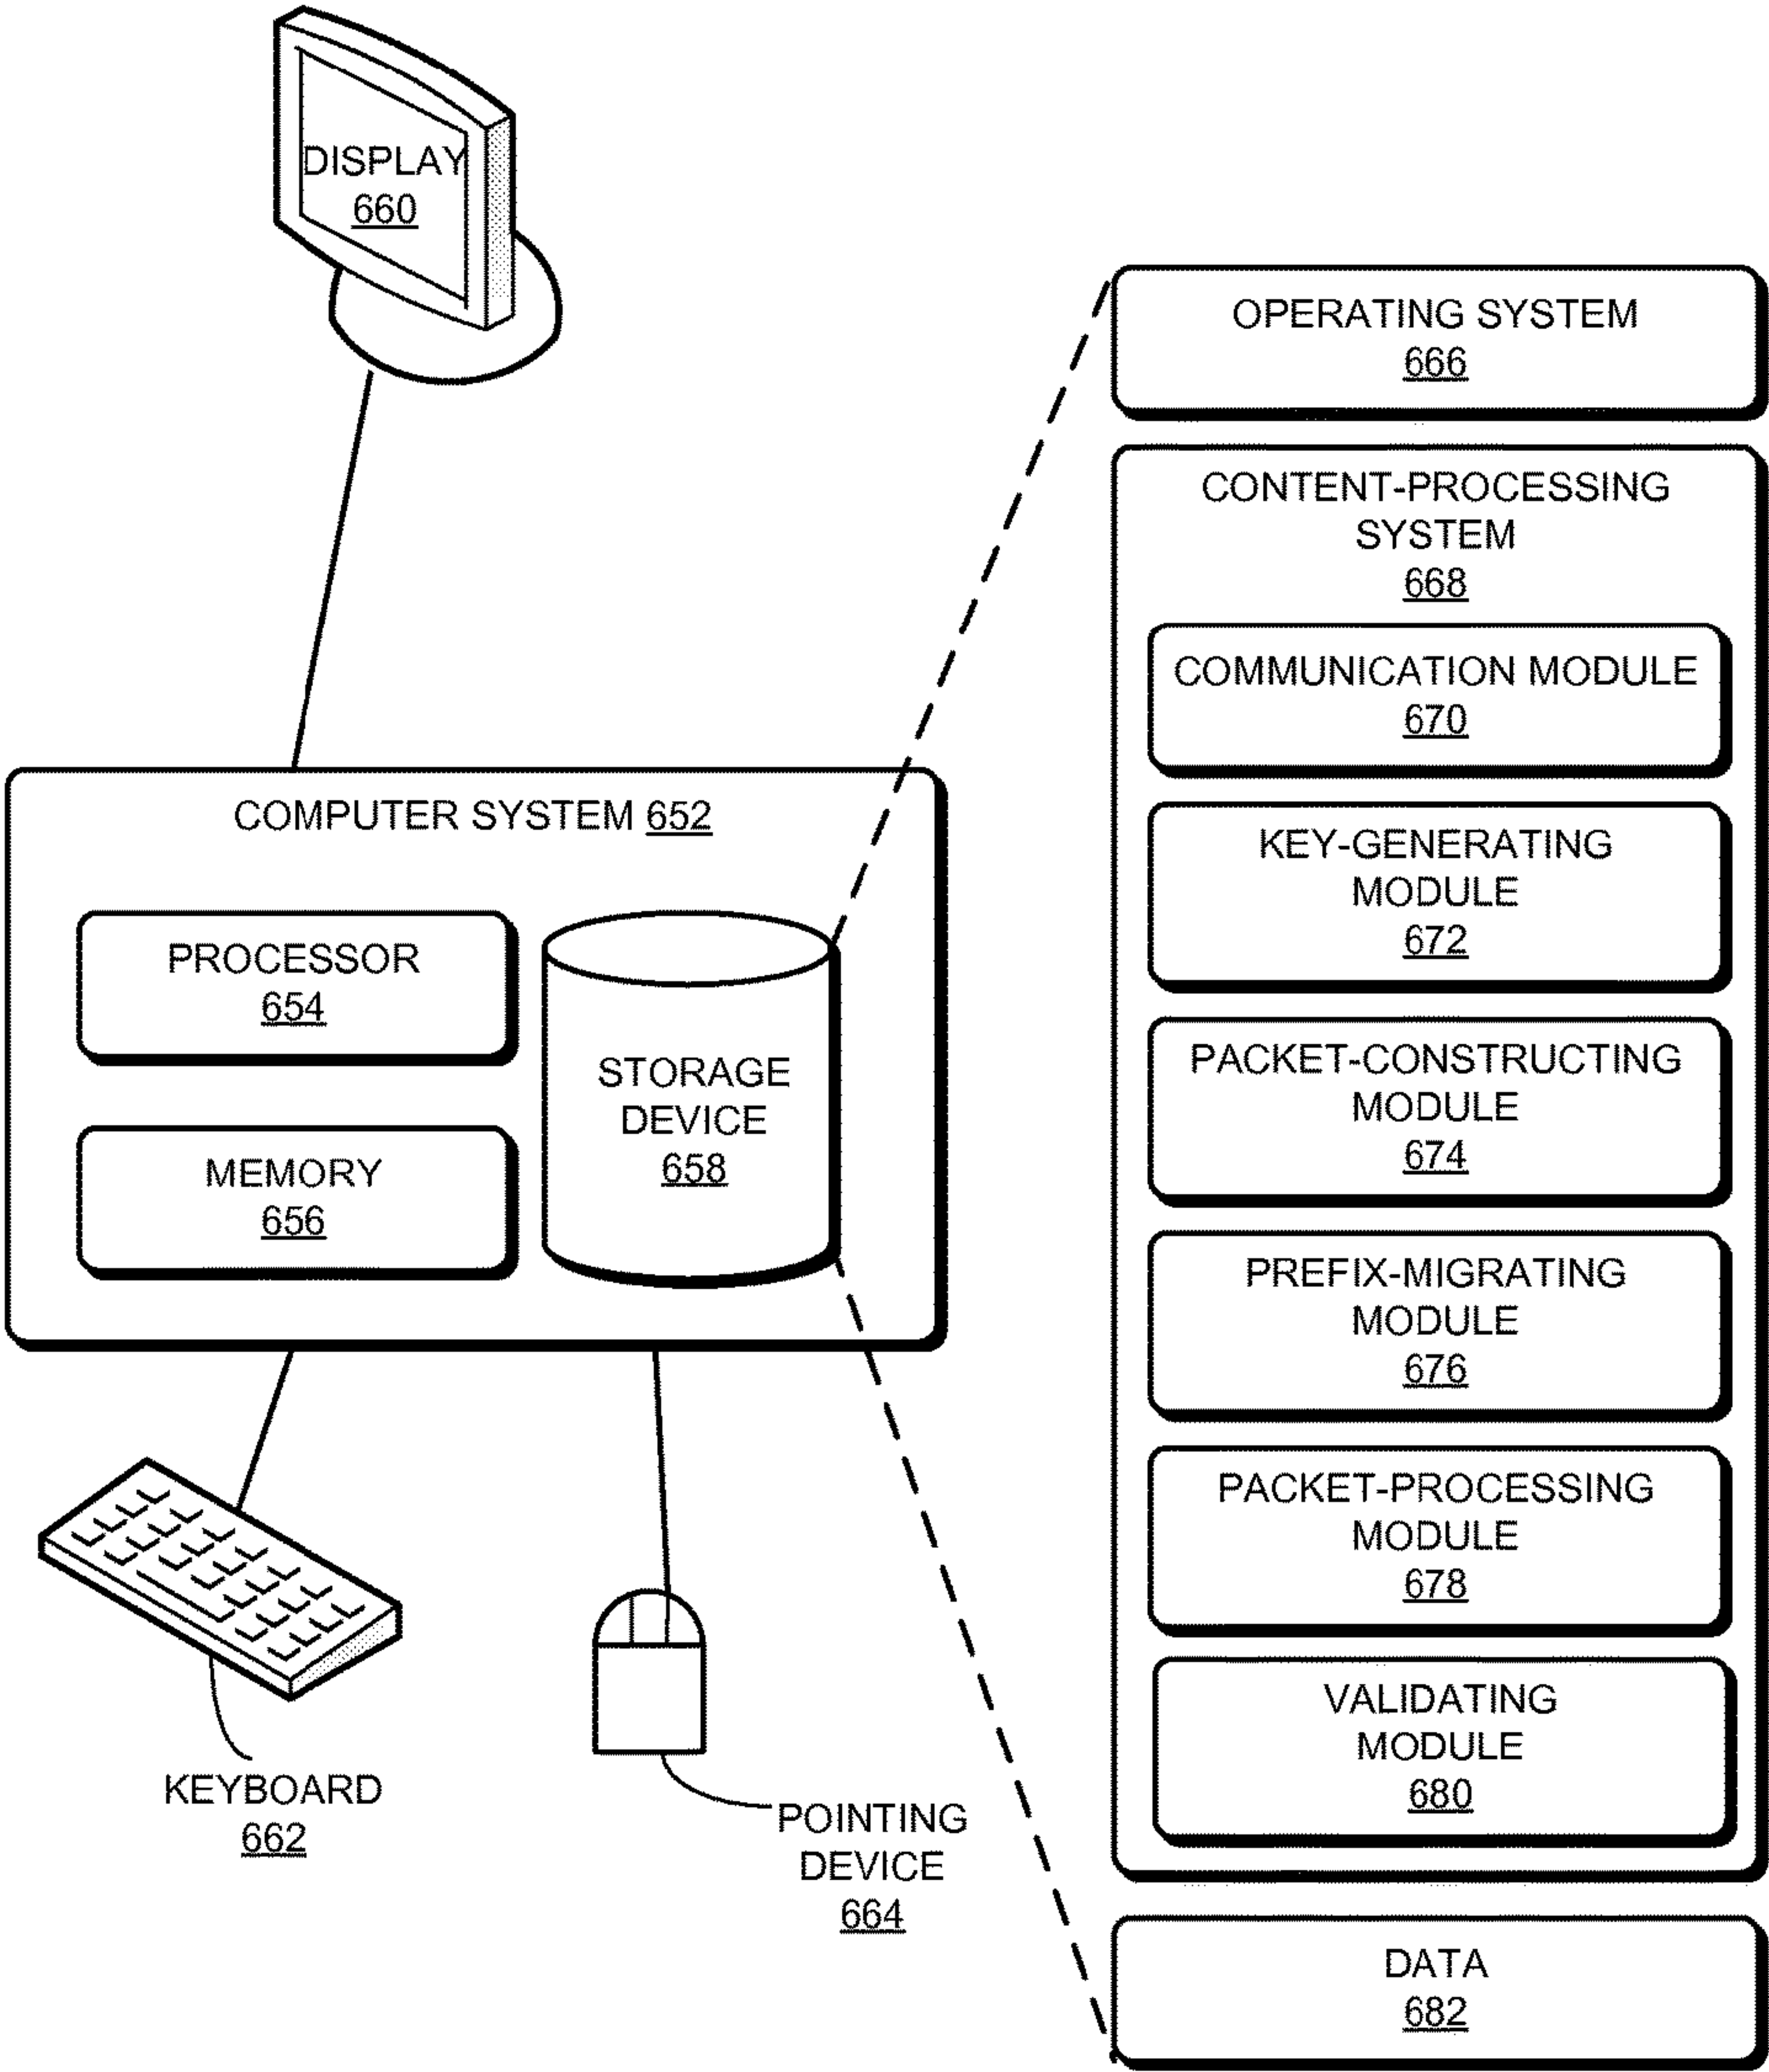 DISPLAY
660
COMPUTER SYSTEM 652
PROCESSOR
654
MEMORY
656
STORAGE
DEVICE
658
KEYBOARD
662
POINTING
DEVICE
664
OPERATING SYSTEM
666
CONTENT-PROCESSING
SYSTEM
668
COMMUNICATION MODULE
670
KEY-GENERATING
MODULE
672
PACKET-CONSTRUCTING
MODULE
674
PREFIX-MIGRATING
MODULE
676
PACKET-PROCESSING
MODULE
678
VALIDATING
MODULE
680
DATA
682